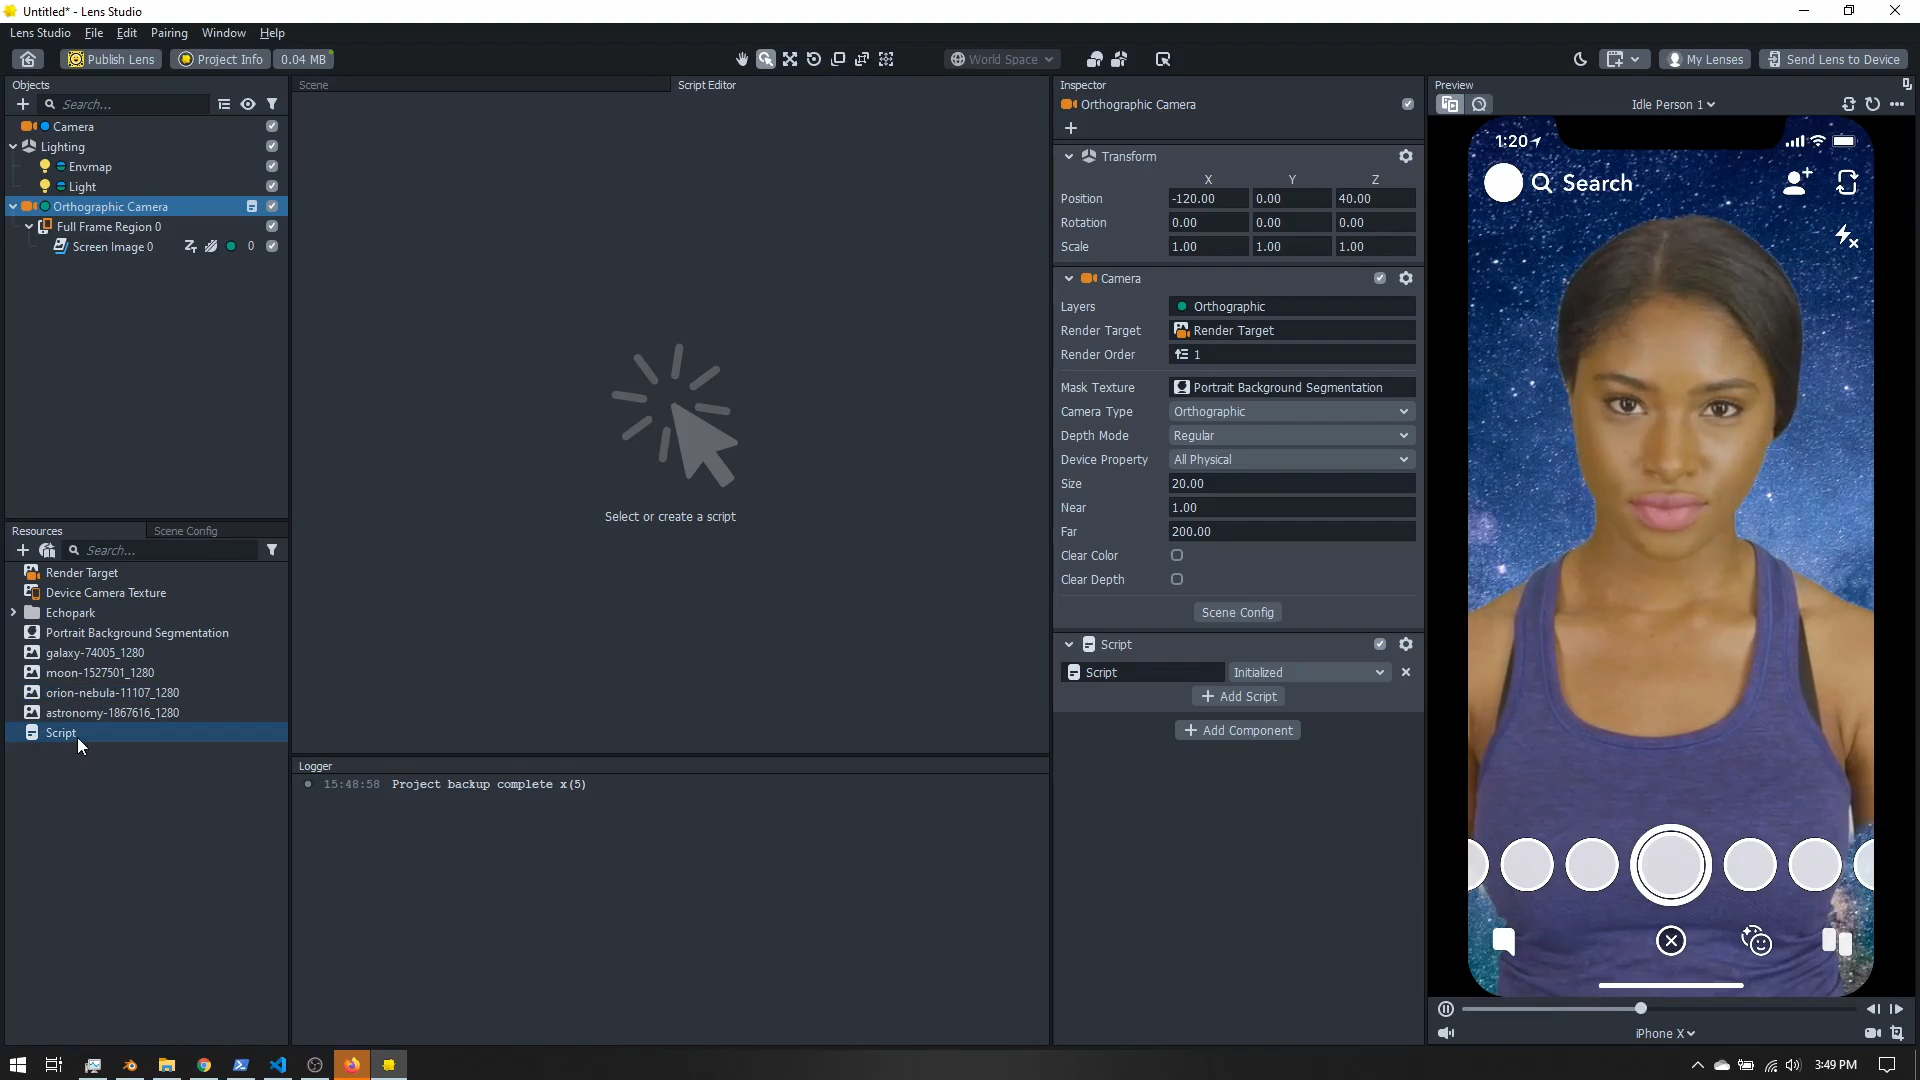 Untitled* - Lens Studio
Lens Studio File Edit Pairing Window Help
Publish Lens Project Info 0.04 MB World Space My Lenses Send Lens to Device
Objects
Search...
Camera
Lighting
Envmap
Light
Orthographic Camera
Full Frame Region 0
Screen Image 0 0
Resources Scene Config
Search...
Render Target
Device Camera Texture
Echopark
Portrait Background Segmentation
galaxy-74005_1280
moon-1527501_1280
orion-nebula-11107_1280
astronomy-1867616_1280
Script
Scene Script Editor
Select or create a script
Logger
15:48:58 Project backup complete x(5)
Inspector
Orthographic Camera
Transform
X Y Z
Position -120.00 0.00 40.00
Rotation 0.00 0.00 0.00
Scale 1.00 1.00 1.00
Camera
Layers Orthographic
Render Target Render Target
Render Order 1
Mask Texture Portrait Background Segmentation
Camera Type Orthographic
Depth Mode Regular
Device Property All Physical
Size 20.00
Near 1.00
Far 200.00
Clear Color
Clear Depth
Scene Config
Script
Script Initialized
+ Add Script
+ Add Component
Preview
Idle Person 1
1:20
Search
iPhone X
3:49 PM